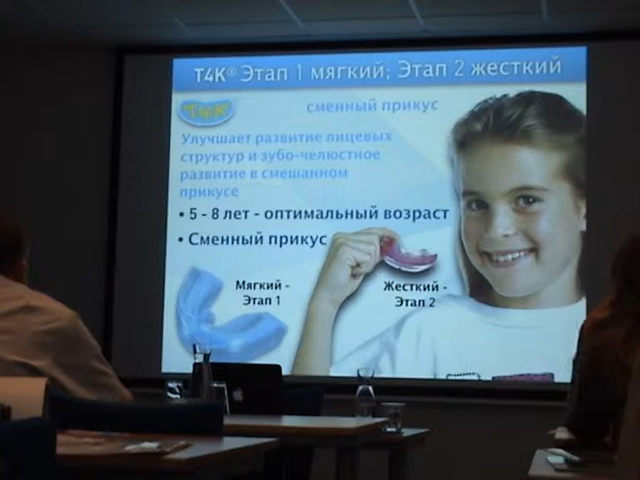 T4K® Этап 1 мягкий; Этап 2 жесткий
T4K
сменный прикус
Улучшает развитие лицевых
структур и зубо-челюстное
развитие в смешанном
прикусе
• 5 - 8 лет - оптимальный возраст
• Сменный прикус
Мягкий -
Этап 1
Жесткий -
Этап 2